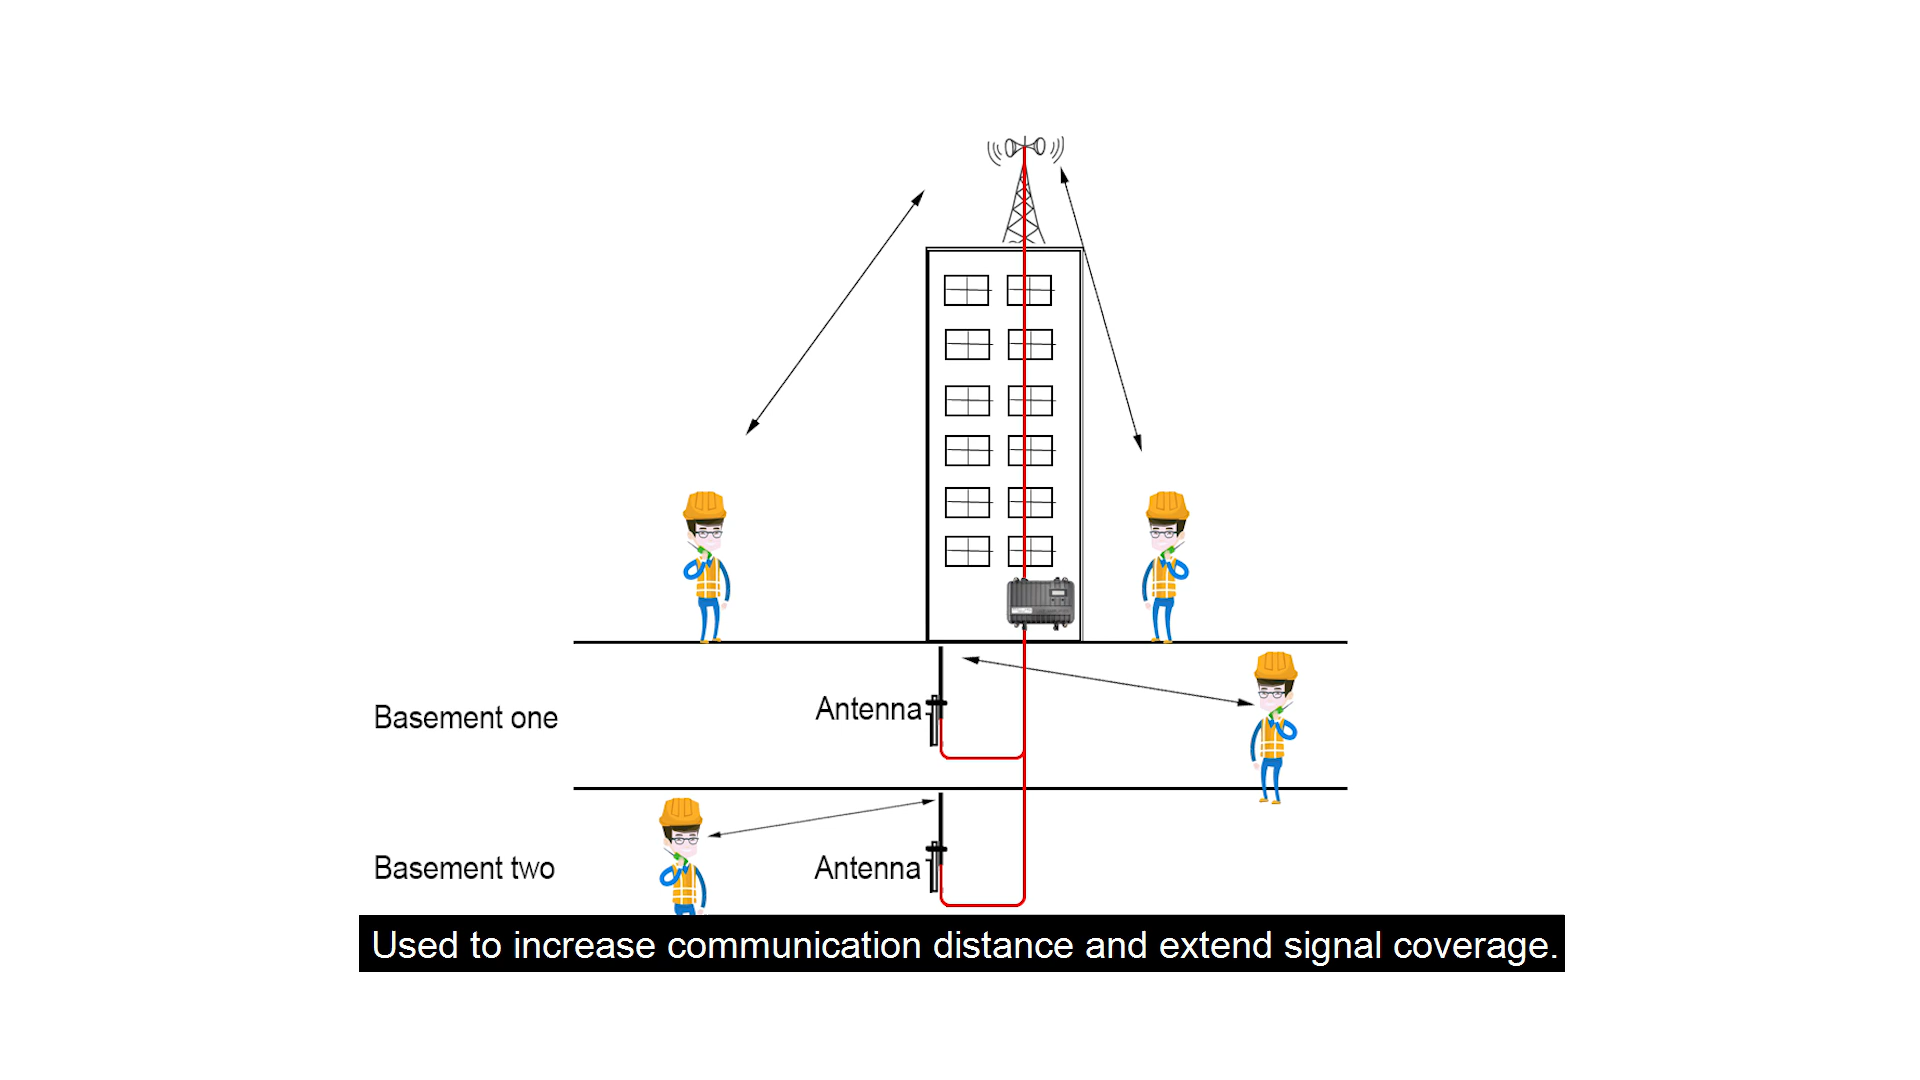 Basement one
Antenna
Basement two
Antenna
Used to increase communication distance and extend signal coverage.